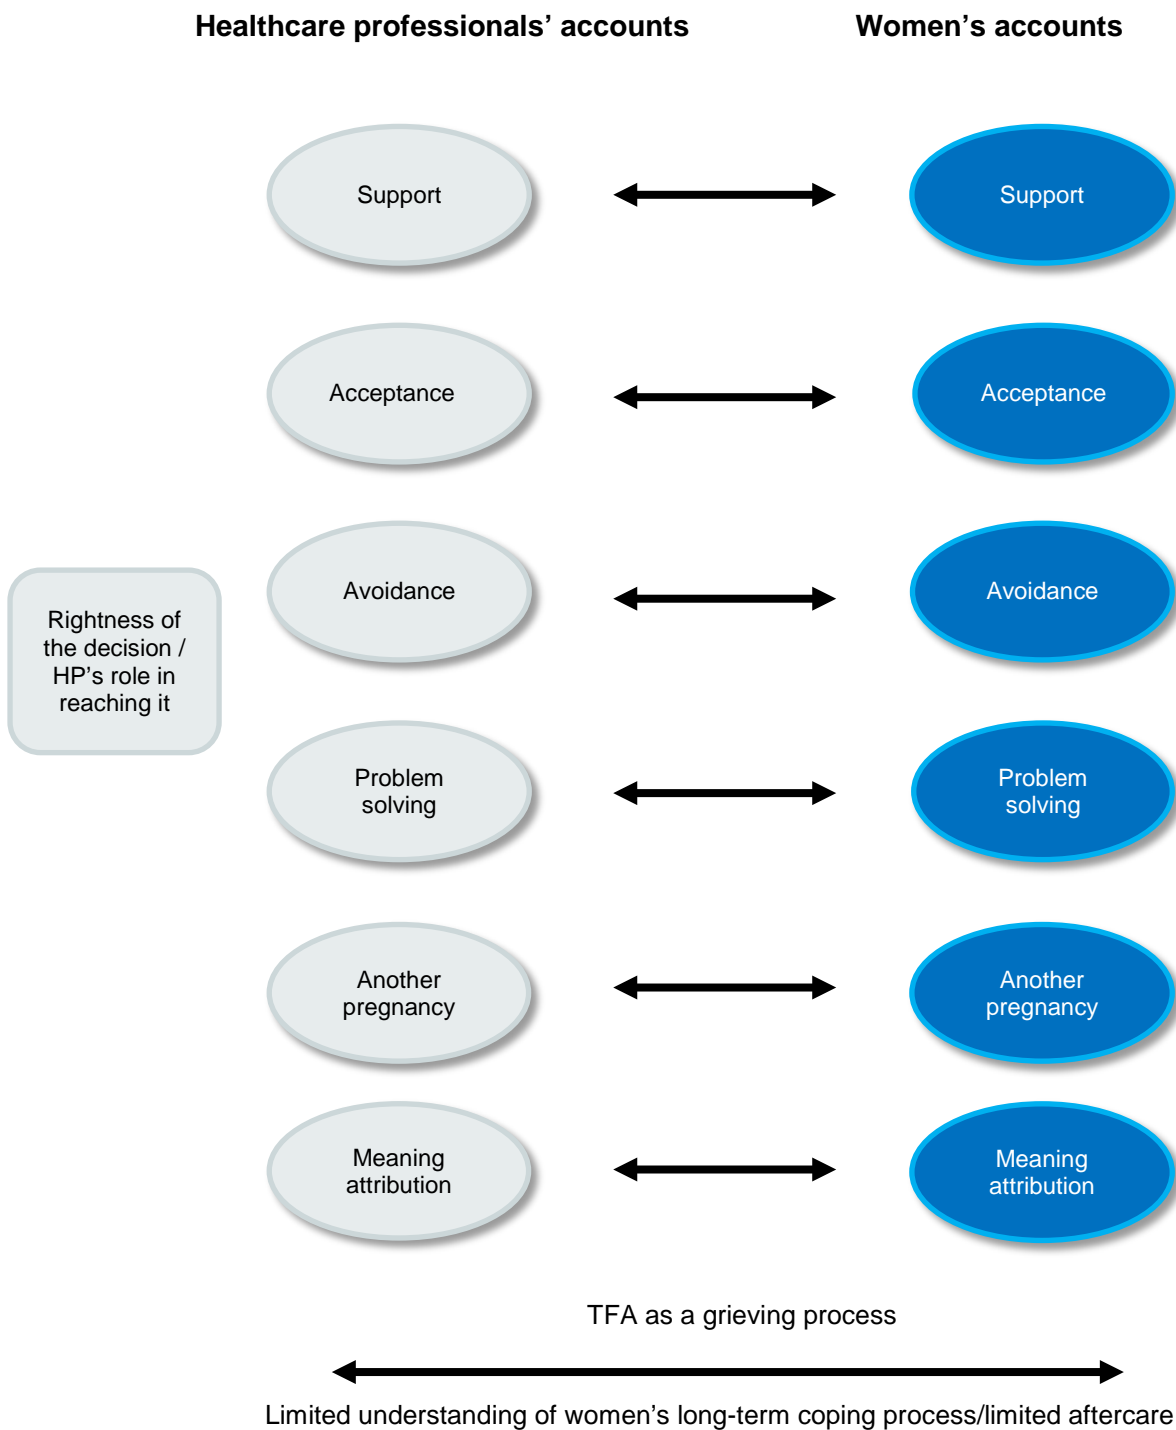 Healthcare professionals’ accounts
Women’s accounts
Support
Support
Acceptance
Acceptance
Avoidance
Avoidance
Rightness of
the decision /
HP’s role in
reaching it
Problem
solving
Problem
solving
Another
pregnancy
Another
pregnancy
Meaning
attribution
Meaning
attribution
TFA as a grieving process
Limited understanding of women’s long-term coping process/limited aftercare